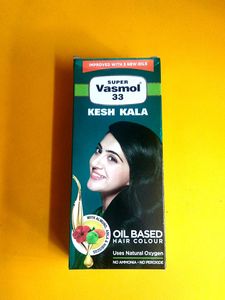 IMPROVED WITH 3 NEW OILS
SUPER
Vasmol
33
KESH KALA
OIL BASED
HAIR COLOUR
Uses Natural Oxygen
NO AMMONIA • NO PEROXIDE